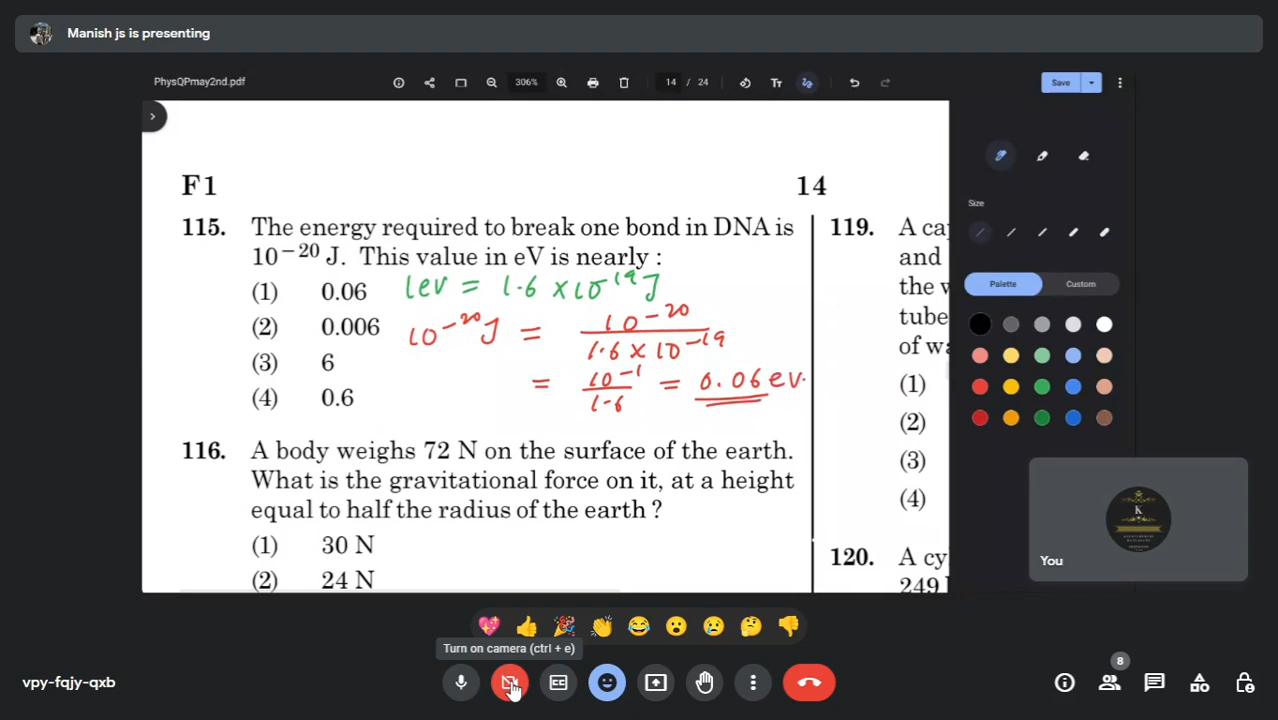 Manish js is presenting
PhysQPmay2nd.pdf
306%
14 / 24
Tт
Save
F1
14
115. The energy required to break one bond in DNA is
10⁻²⁰ J. This value in eV is nearly :
(1) 0.06
(2) 0.006
(3) 6
(4) 0.6
1ev = 1.6 × 10⁻¹⁹ J
10⁻²⁰ J = 10⁻²⁰ / 1.6 × 10⁻¹⁹
= 10⁻¹ / 1.6 = 0.06 ev.
116. A body weighs 72 N on the surface of the earth.
What is the gravitational force on it, at a height
equal to half the radius of the earth ?
(1) 30 N
(2) 24 N
119. A ca
and
the v
tube
of wa
(1)
(2)
(3)
(4)
120. A cy
249
Size
Palette
Custom
K
You
Turn on camera (ctrl + e)
vpy-fqjy-qxb
8